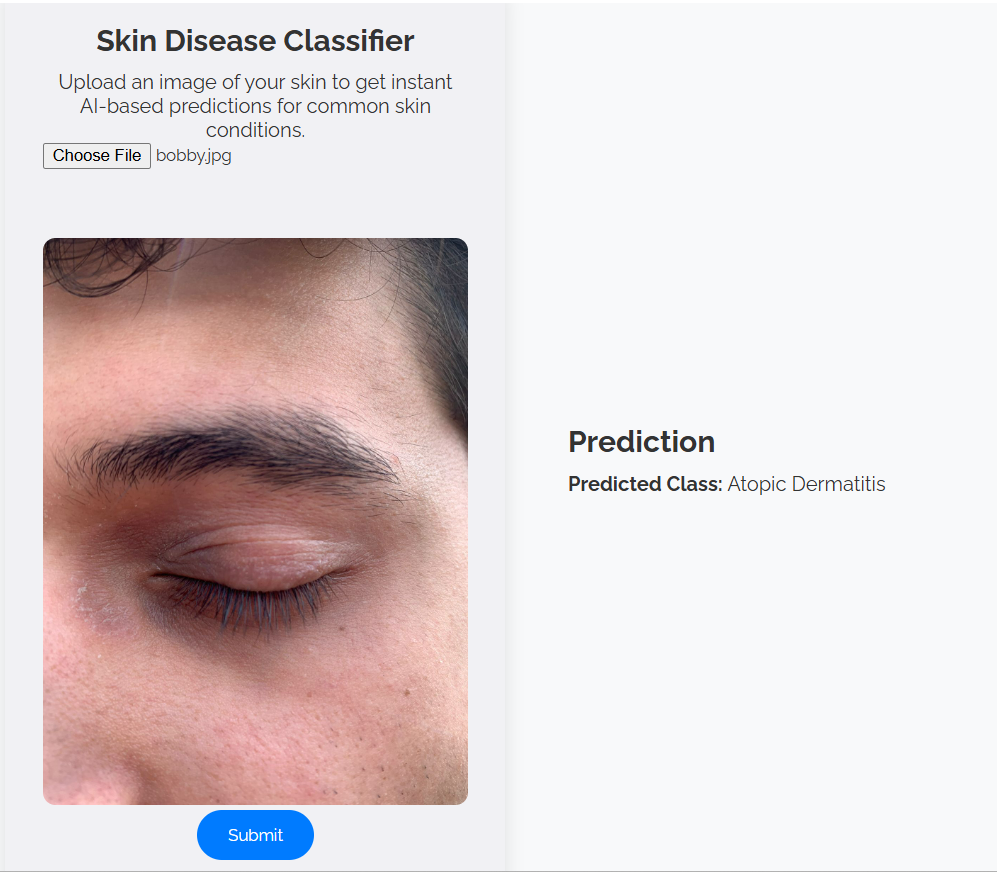 Skin Disease Classifier
Upload an image of your skin to get instant
AI-based predictions for common skin
conditions.
Choose File bobby.jpg
Prediction
Predicted Class: Atopic Dermatitis
Submit